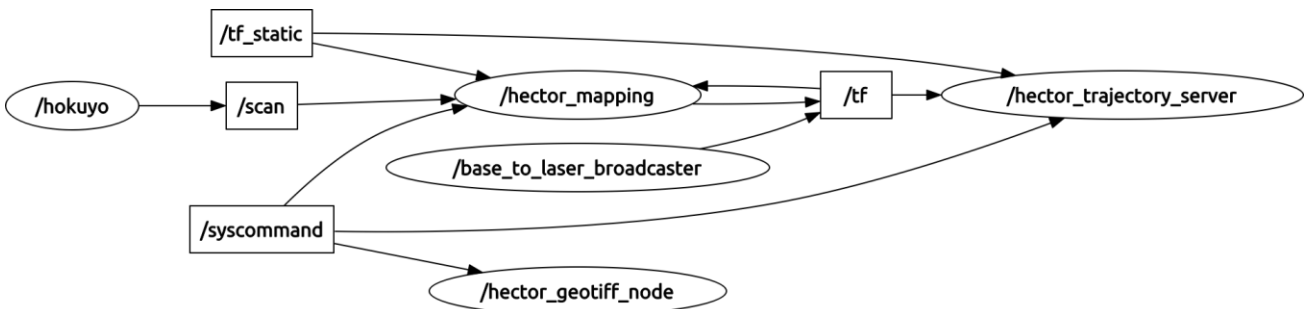 /tf_static
/hokuyo
/scan
/hector_mapping
/tf
/hector_trajectory_server
/base_to_laser_broadcaster
/syscommand
/hector_geotiff_node